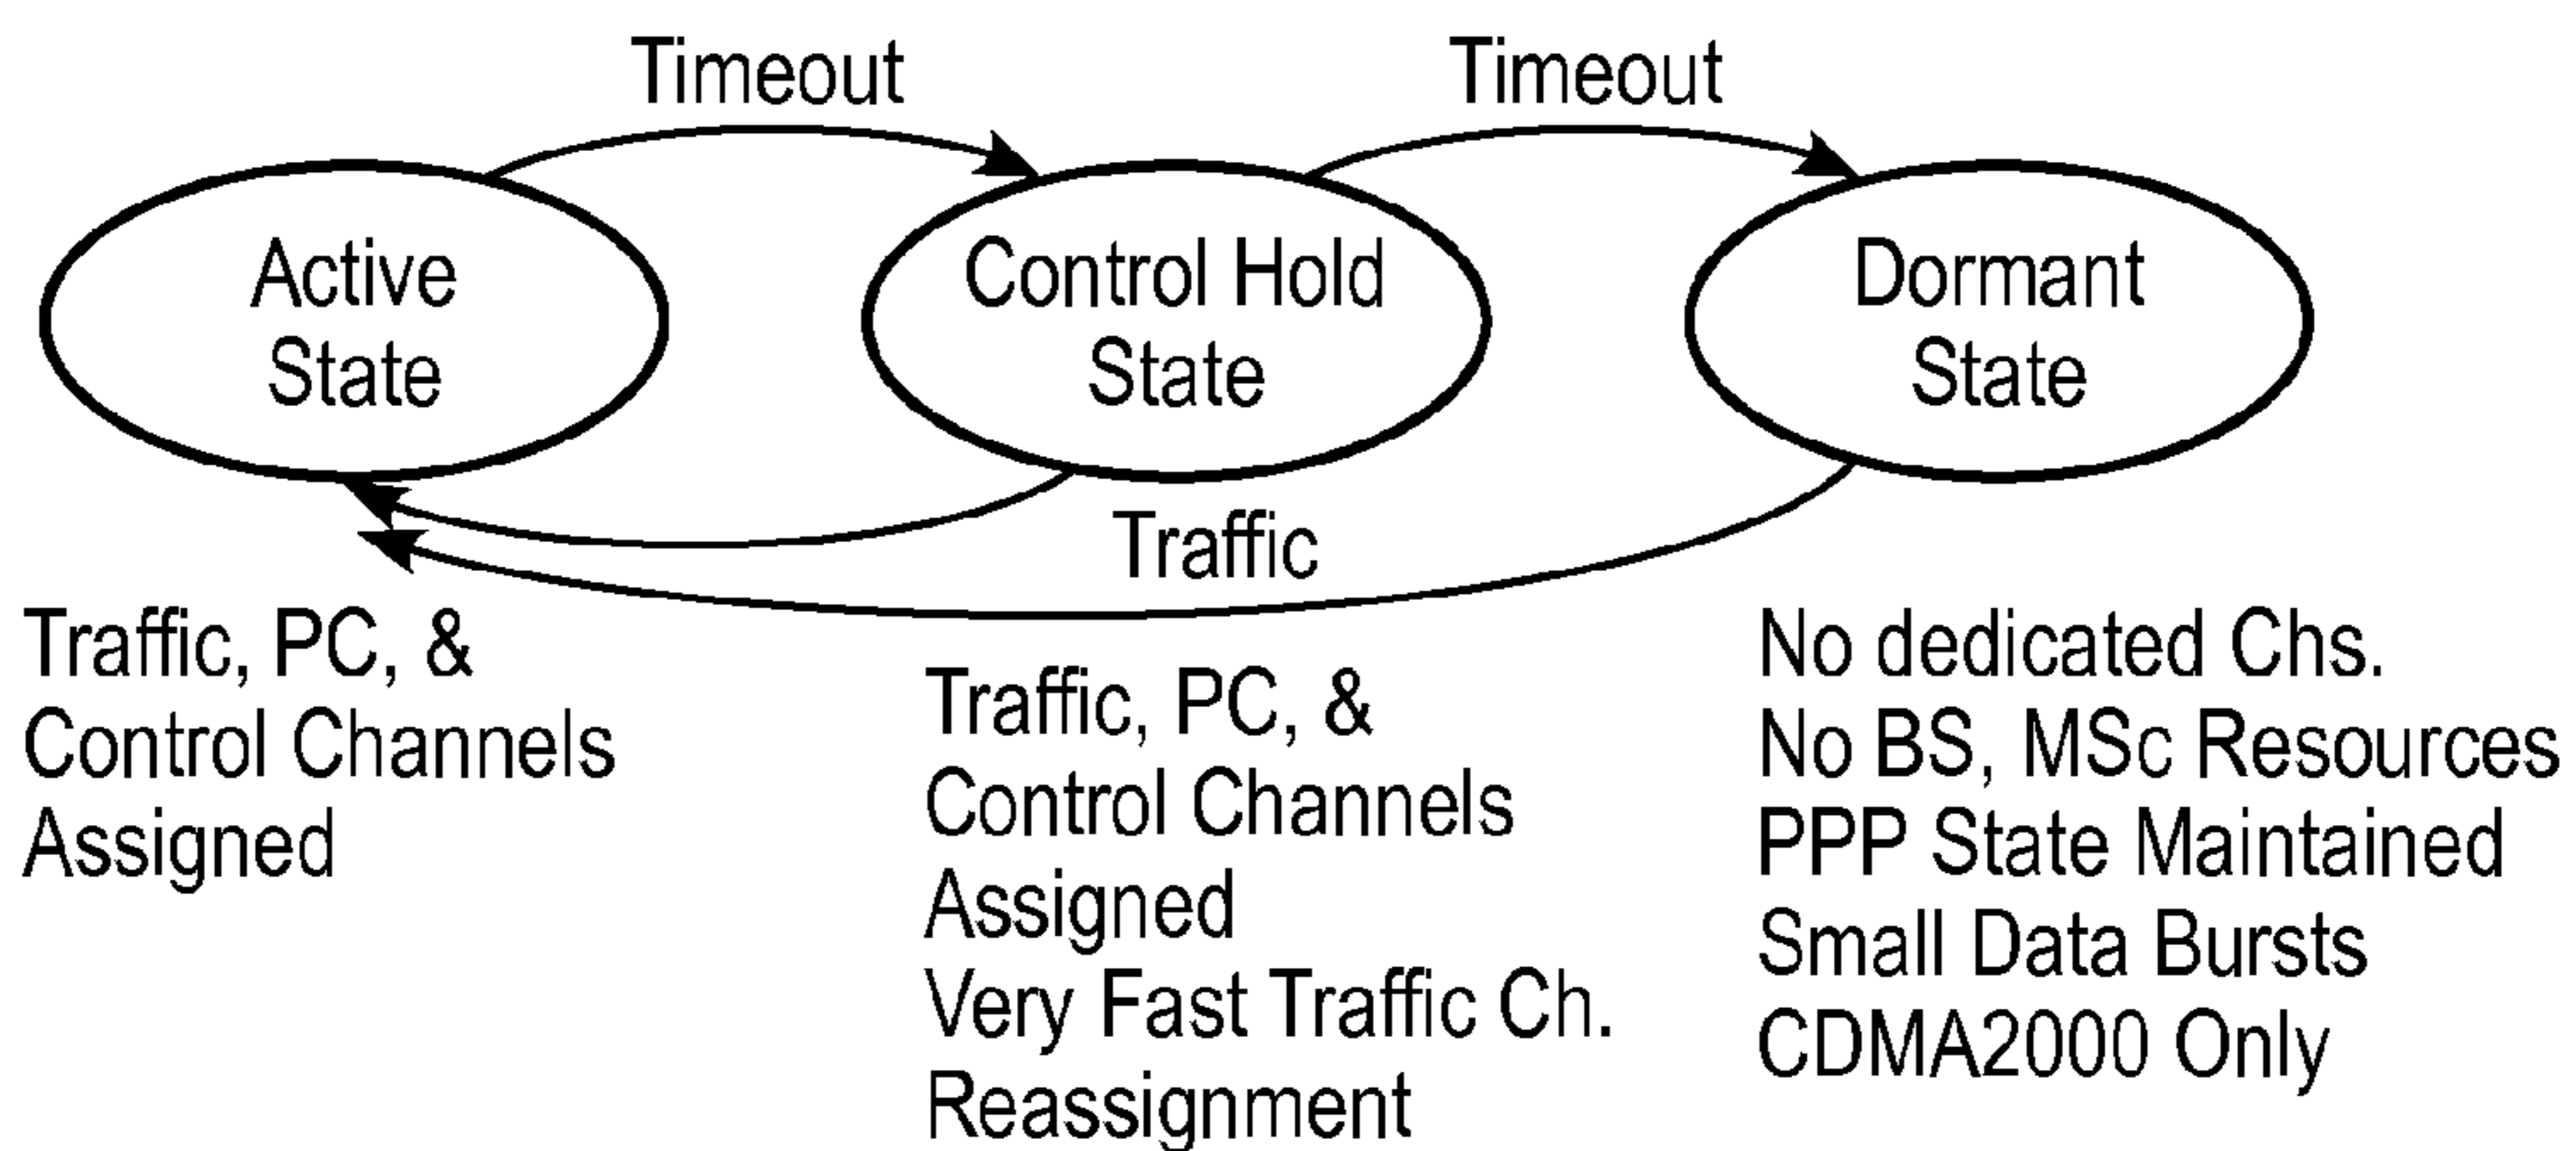 Timeout
Timeout
Active
State
Control Hold
State
Dormant
State
Traffic
Traffic, PC, &
Control Channels
Assigned
Traffic, PC, &
Control Channels
Assigned
Very Fast Traffic Ch.
Reassignment
No dedicated Chs.
No BS, MSc Resources
PPP State Maintained
Small Data Bursts
CDMA2000 Only